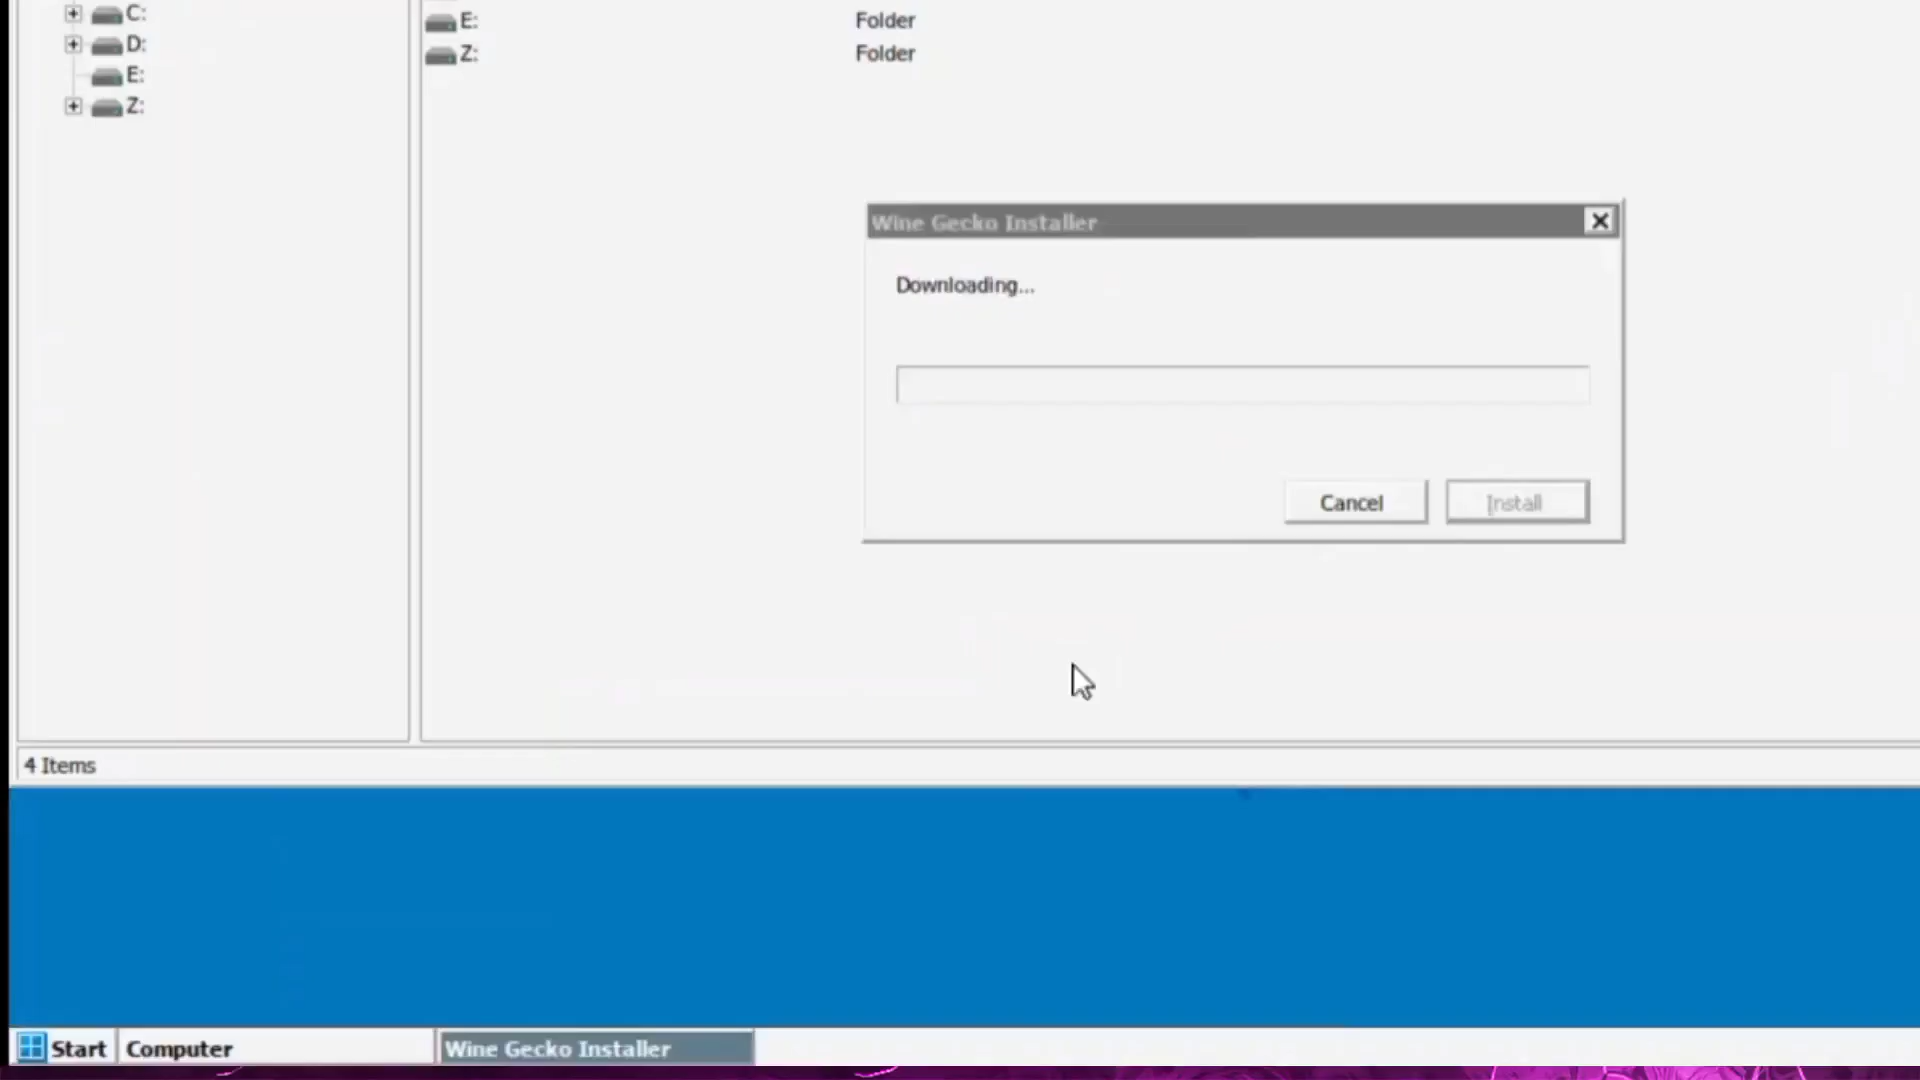 C:
D:
E:
Z:
E: Folder
Z: Folder
Wine Gecko Installer
Downloading...
Cancel Install
4 Items
Start Computer Wine Gecko Installer